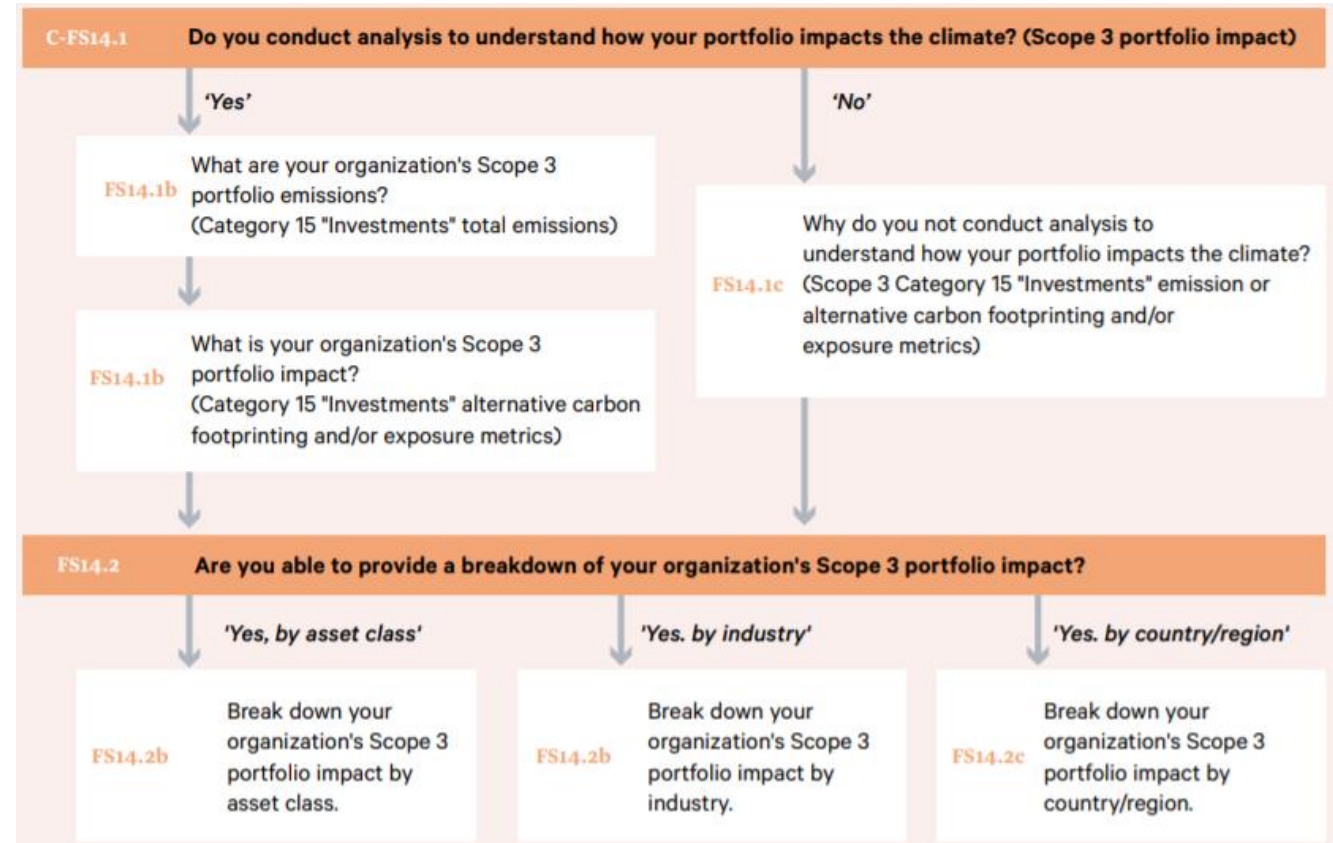 C-FS14.1 Do you conduct analysis to understand how your portfolio impacts the climate? (Scope 3 portfolio impact)
'Yes'
FS14.1b
What are your organization's Scope 3
portfolio emissions?
(Category 15 "Investments" total emissions)
FS14.1b
What is your organization's Scope 3
portfolio impact?
(Category 15 "Investments" alternative carbon
footprinting and/or exposure metrics)
'No'
FS14.1c
Why do you not conduct analysis to
understand how your portfolio impacts the climate?
(Scope 3 Category 15 "Investments" emission or
alternative carbon footprinting and/or
exposure metrics)
FS14.2 Are you able to provide a breakdown of your organization's Scope 3 portfolio impact?
'Yes, by asset class'
FS14.2b
Break down your
organization's Scope 3
portfolio impact by
asset class.
'Yes. by industry'
FS14.2b
Break down your
organization's Scope 3
portfolio impact by
industry.
'Yes. by country/region'
FS14.2c
Break down your
organization's Scope 3
portfolio impact by
country/region.